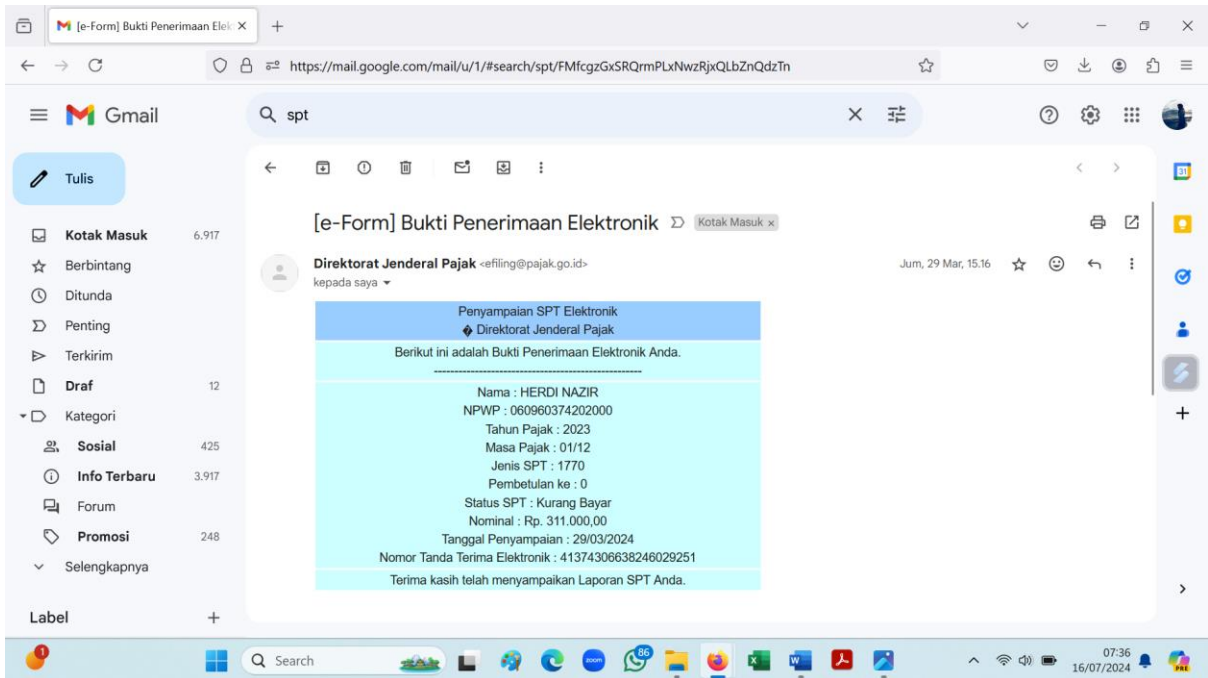 [e-Form] Bukti Penerimaan Elek
https://mail.google.com/mail/u/1/#search/spt/FMfcgzGxSRQrmPLxNwzRjxQLbZnQdzTn
Gmail
spt
Tulis
Kotak Masuk 6.917
Berbintang
Ditunda
Penting
Terkirim
Draf 12
Kategori
Sosial 425
Info Terbaru 3.917
Forum
Promosi 248
Selengkapnya
Label
[e-Form] Bukti Penerimaan Elektronik Kotak Masuk x
Direktorat Jenderal Pajak <efiling@pajak.go.id> Jum, 29 Mar, 15.16
kepada saya
Penyampaian SPT Elektronik
� Direktorat Jenderal Pajak
Berikut ini adalah Bukti Penerimaan Elektronik Anda.
--------------------------------------------------
Nama : HERDI NAZIR
NPWP : 060960374202000
Tahun Pajak : 2023
Masa Pajak : 01/12
Jenis SPT : 1770
Pembetulan ke : 0
Status SPT : Kurang Bayar
Nominal : Rp. 311.000,00
Tanggal Penyampaian : 29/03/2024
Nomor Tanda Terima Elektronik : 41374306638246029251
Terima kasih telah menyampaikan Laporan SPT Anda.
31
1
Search
zoom
86
07:36
16/07/2024
PRE